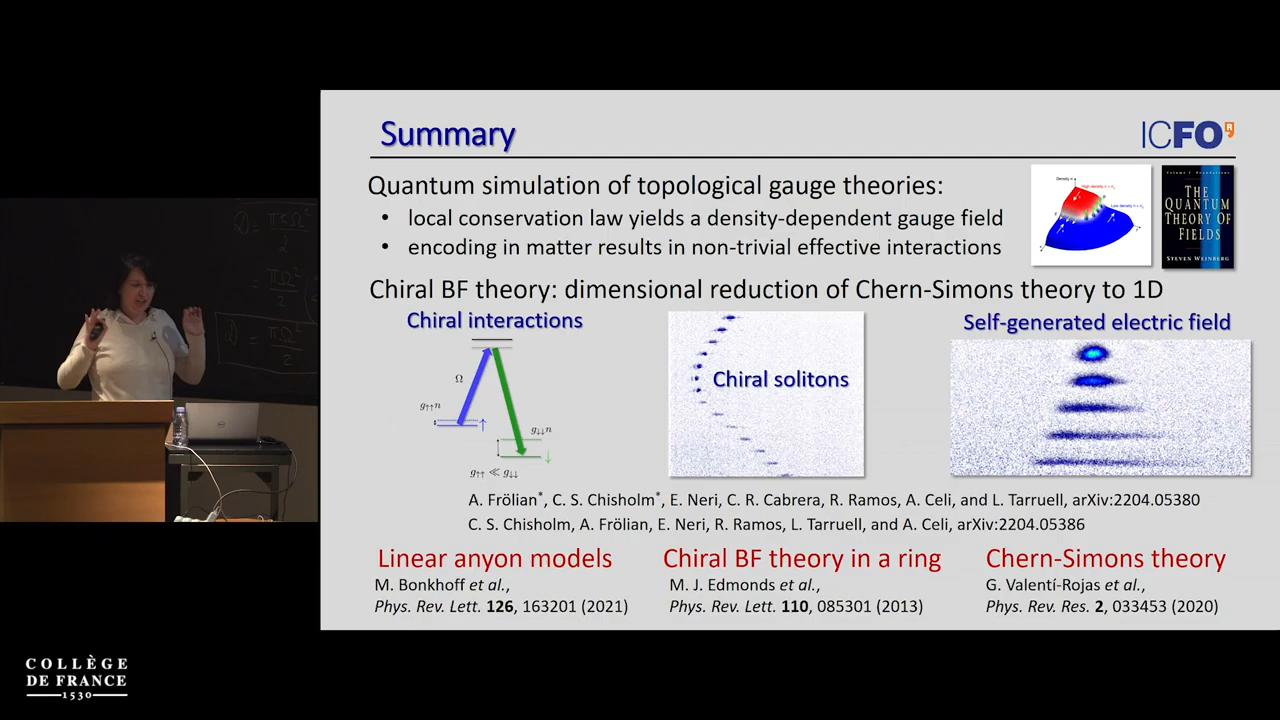 Summary
ICFO
Quantum simulation of topological gauge theories:
• local conservation law yields a density-dependent gauge field
• encoding in matter results in non-trivial effective interactions
THE
QUANTUM
THEORY OF
FIELDS
STEVEN WEINBERG
Chiral BF theory: dimensional reduction of Chern-Simons theory to 1D
Chiral interactions
Ω
g↑↑n
g↓↓n
g↑↑ ≪ g↓↓
Chiral solitons
Self-generated electric field
A. Frölian*, C. S. Chisholm*, E. Neri, C. R. Cabrera, R. Ramos, A. Celi, and L. Tarruell, arXiv:2204.05380
C. S. Chisholm, A. Frölian, E. Neri, R. Ramos, L. Tarruell, and A. Celi, arXiv:2204.05386
Linear anyon models
M. Bonkhoff et al.,
Phys. Rev. Lett. 126, 163201 (2021)
Chiral BF theory in a ring
M. J. Edmonds et al.,
Phys. Rev. Lett. 110, 085301 (2013)
Chern-Simons theory
G. Valentí-Rojas et al.,
Phys. Rev. Res. 2, 033453 (2020)
COLLÈGE
DE FRANCE
1530